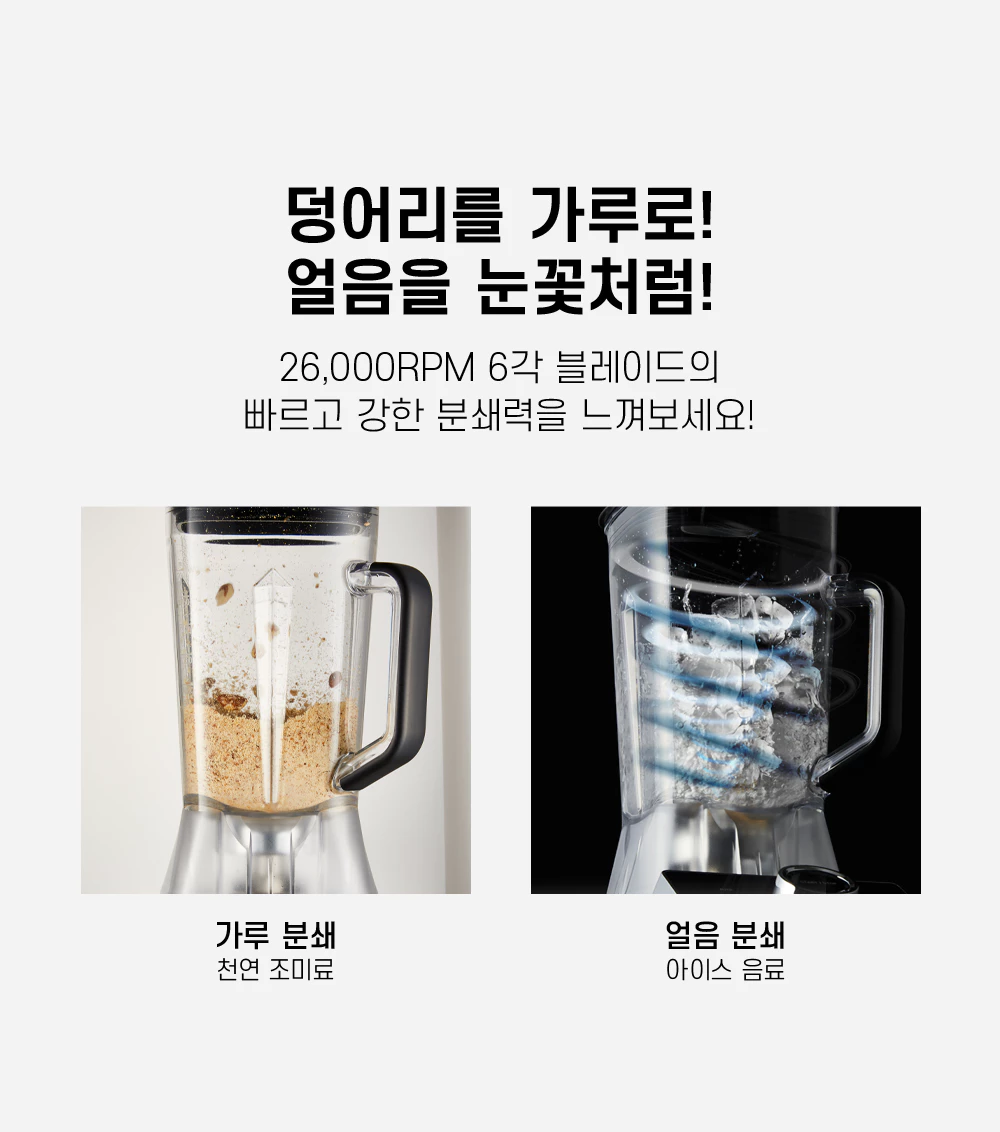 덩어리를 가루로!
얼음을 눈꽃처럼!
26,000RPM 6각 블레이드의
빠르고 강한 분쇄력을 느껴보세요!
가루 분쇄
천연 조미료
얼음 분쇄
아이스 음료